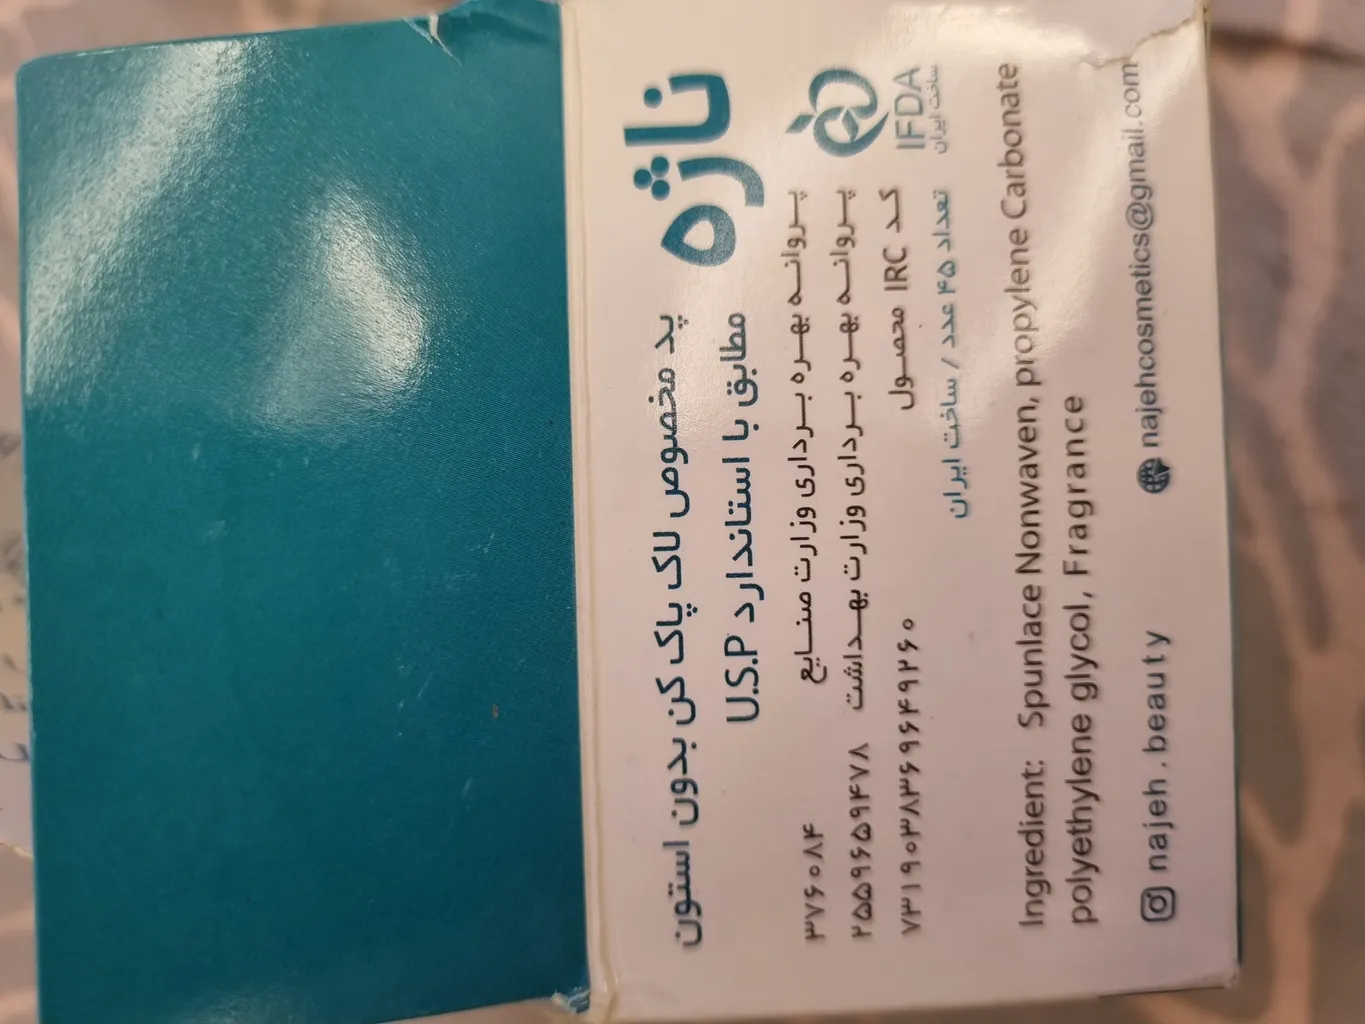 ناژه
پد مخصوص لاک پاک کن بدون استون
مطابق با استاندارد U.S.P
پروانه بهره برداری وزارت صنایع ۳۷۶۰۸۴
پروانه بهره برداری وزارت بهداشت ۲۵۵۹۶۵۹۴۷۸
کد IRC محصول ۷۳۱۹۰۳۸۳۶۹۶۴۹۲۶۰
تعداد ۴۵ عدد / ساخت ایران
IFDA
ساخت ایران
Ingredient: Spunlace Nonwaven, propylene Carbonate
polyethylene glycol, Fragrance
najeh.beauty
najehcosmetics@gmail.com